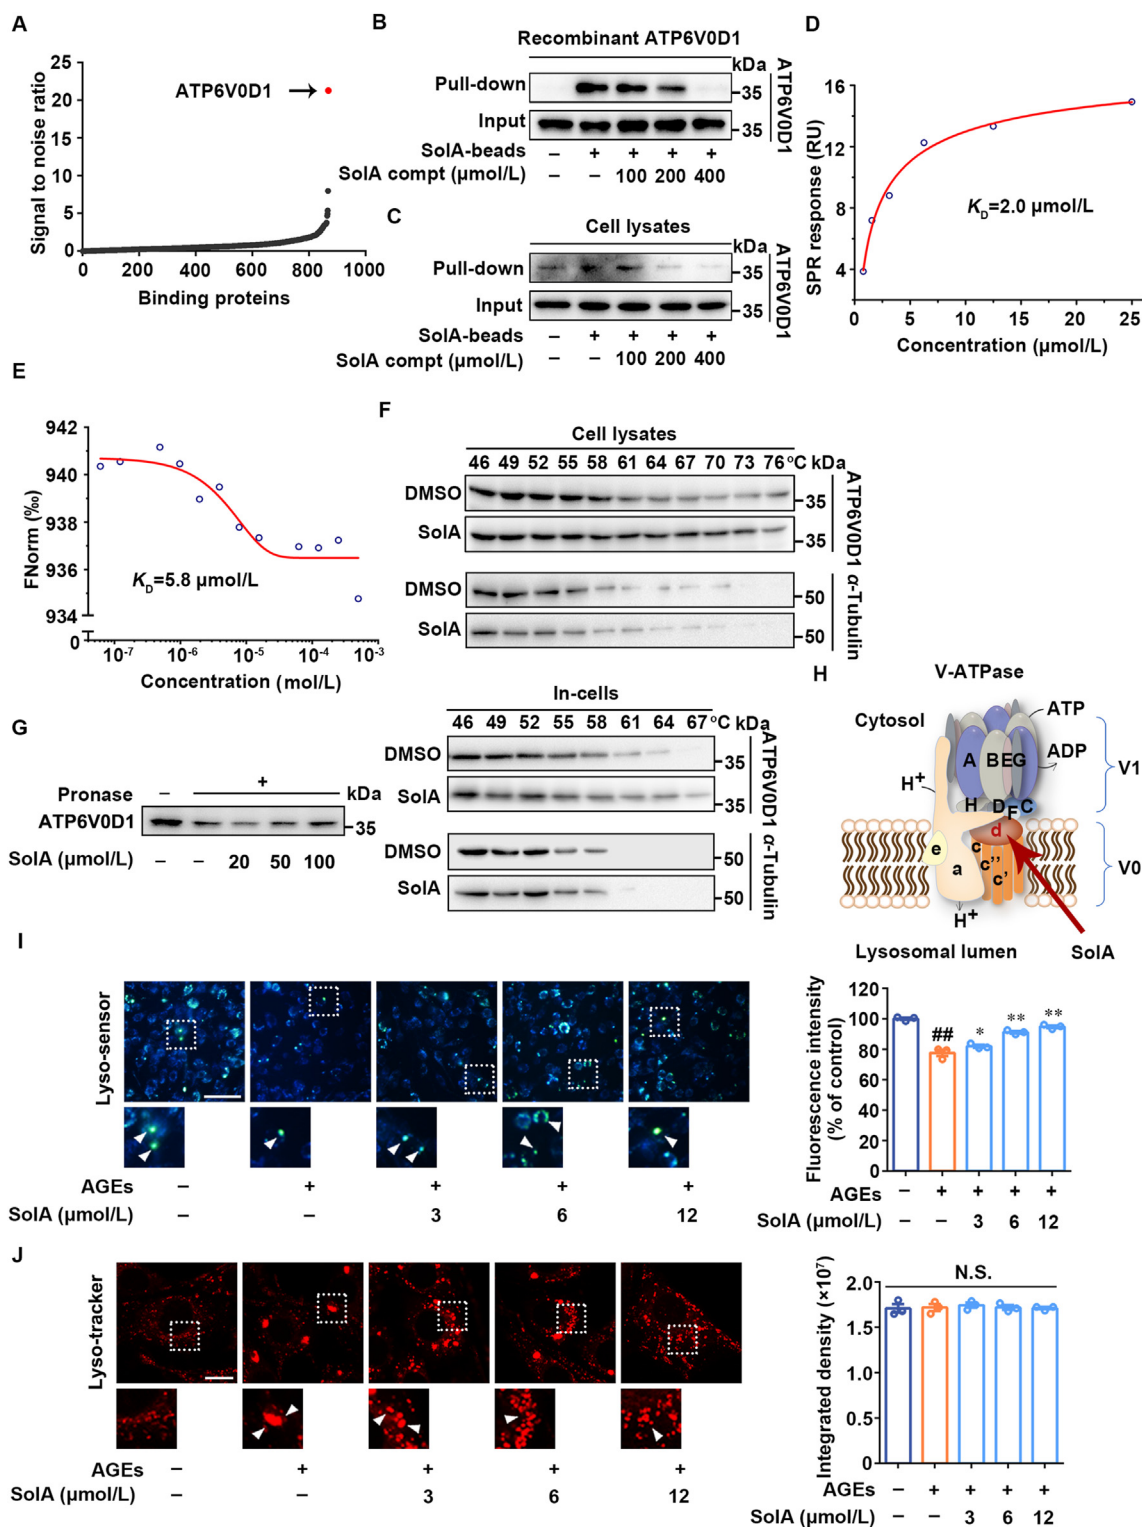 A
Signal to noise ratio
25
20
15
10
5
0
0 200 400 600 800 1000
ATP6V0D1
Binding proteins
B
Recombinant ATP6V0D1
kDa
Pull-down
35
Input
35
ATP6V0D1
SolA-beads – + + + +
SolA compt (μmol/L) – – 100 200 400
C
Cell lysates
kDa
Pull-down
35
Input
35
ATP6V0D1
SolA-beads – + + + +
SolA compt (μmol/L) – – 100 200 400
D
SPR response (RU)
16
12
8
4
0 5 10 15 20 25
K_D=2.0 μmol/L
Concentration (μmol/L)
E
FNorm (‰)
942
940
938
936
934
0
K_D=5.8 μmol/L
10⁻⁷ 10⁻⁶ 10⁻⁵ 10⁻⁴ 10⁻³
Concentration (mol/L)
F
Cell lysates
46 49 52 55 58 61 64 67 70 73 76 °C kDa
DMSO
35
SolA
35
ATP6V0D1
DMSO
50
SolA
50
α-Tubulin
In-cells
46 49 52 55 58 61 64 67 °C kDa
DMSO
35
SolA
35
ATP6V0D1
DMSO
50
SolA
50
α-Tubulin
G
Pronase – +
kDa
ATP6V0D1
35
SolA (μmol/L) – – 20 50 100
H
V-ATPase
Cytosol
ATP
ADP
H⁺
A B E G
H D F C
d
e
a
c
c’’
c’
H⁺
V1
V0
Lysosomal lumen
SolA
I
Lyso-sensor
AGEs – + + + +
SolA (μmol/L) – – 3 6 12
Fluorescence intensity
(% of control)
120
100
80
60
40
20
0
## * ** **
AGEs – + + + +
SolA (μmol/L) – – 3 6 12
J
Lyso-tracker
AGEs – + + + +
SolA (μmol/L) – – 3 6 12
Integrated density (×10⁷)
2.0
1.5
1.0
0.5
0
N.S.
AGEs – + + + +
SolA (μmol/L) – – 3 6 12